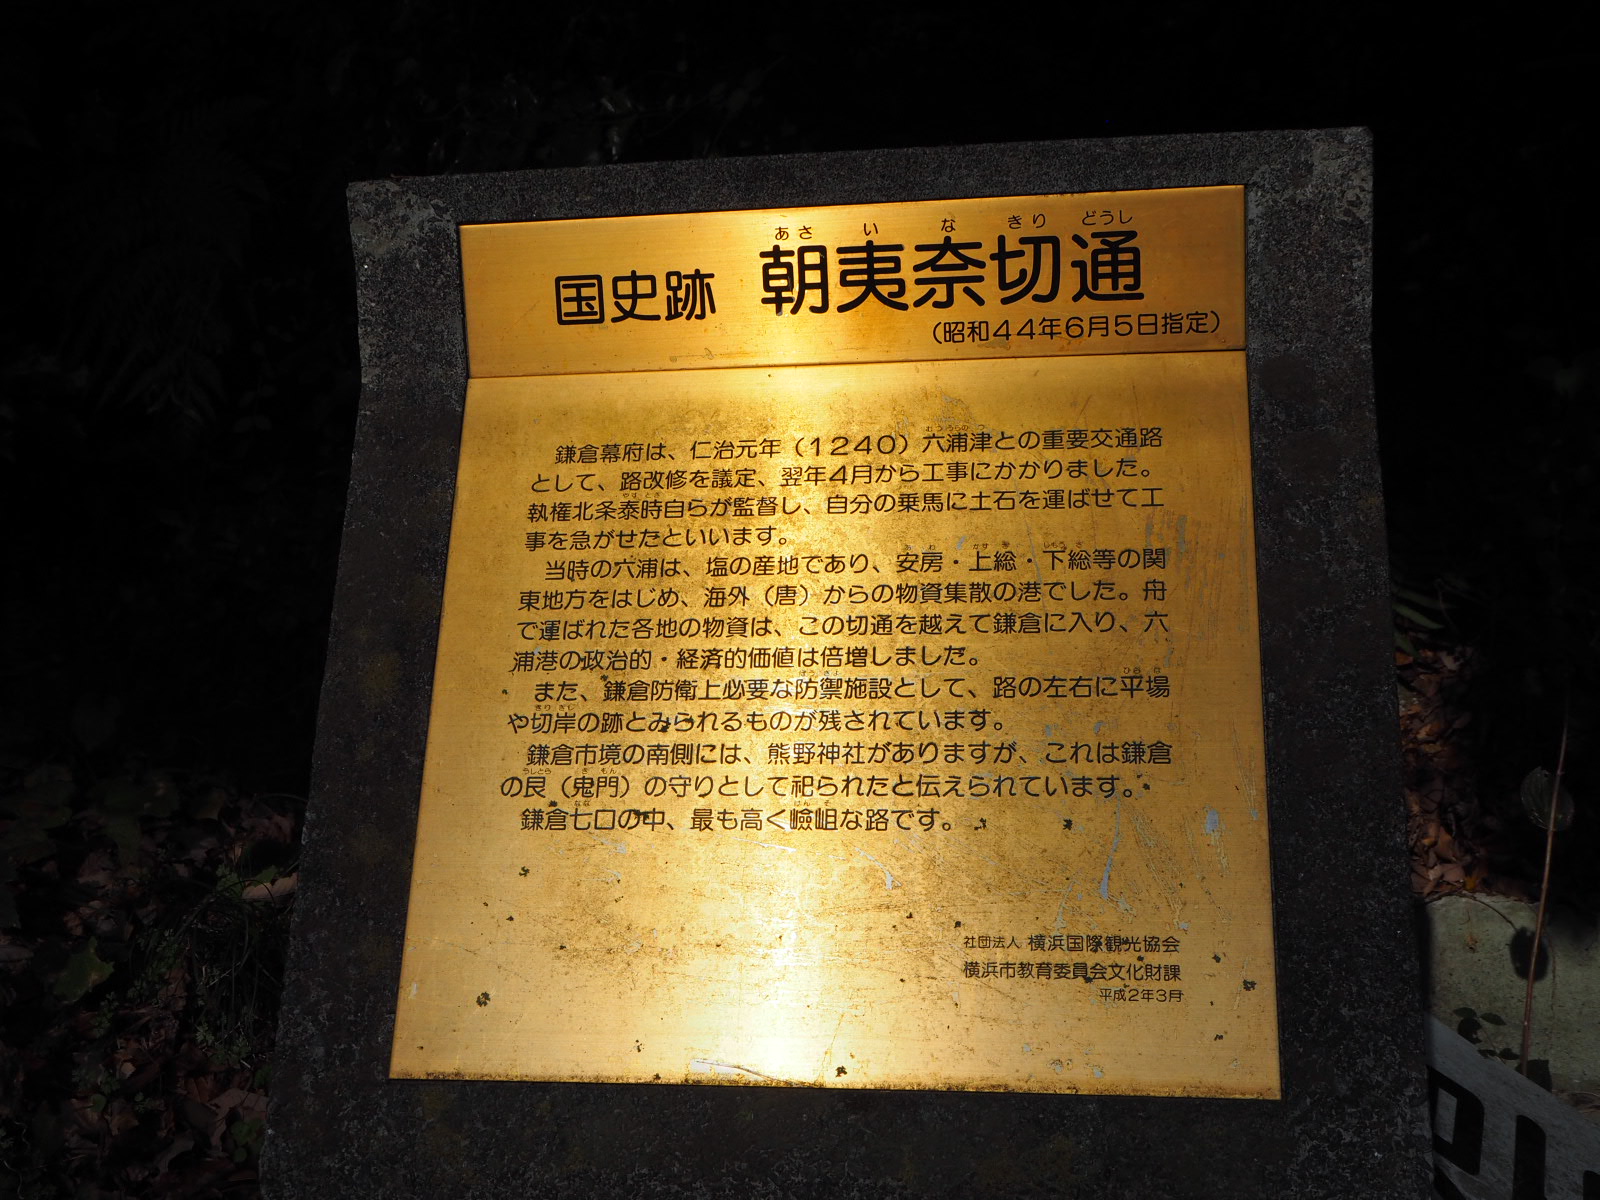 国史跡 朝夷奈切通
(昭和44年6月5日指定)
鎌倉幕府は、仁治元年(1240)六浦津との重要交通路
として、路改修を議定、翌年4月から工事にかかりました。
執権北条泰時自らが監督し、自分の乗馬に土石を運ばせて工
事を急がせたといいます。
当時の六浦は、塩の産地であり、安房・上総・下総等の関
東地方をはじめ、海外(唐)からの物資集散の港でした。舟
で運ばれた各地の物資は、この切通を越えて鎌倉に入り、六
浦港の政治的・経済的価値は倍増しました。
また、鎌倉防衛上必要な防禦施設として、路の左右に平場
や切岸の跡とみられるものが残されています。
鎌倉市境の南側には、熊野神社がありますが、これは鎌倉
の艮(鬼門)の守りとして祀られたと伝えられています。
鎌倉七口の中、最も高く嶮岨な路です。
社団法人 横浜国際観光協会
横浜市教育委員会文化財課
平成2年3月